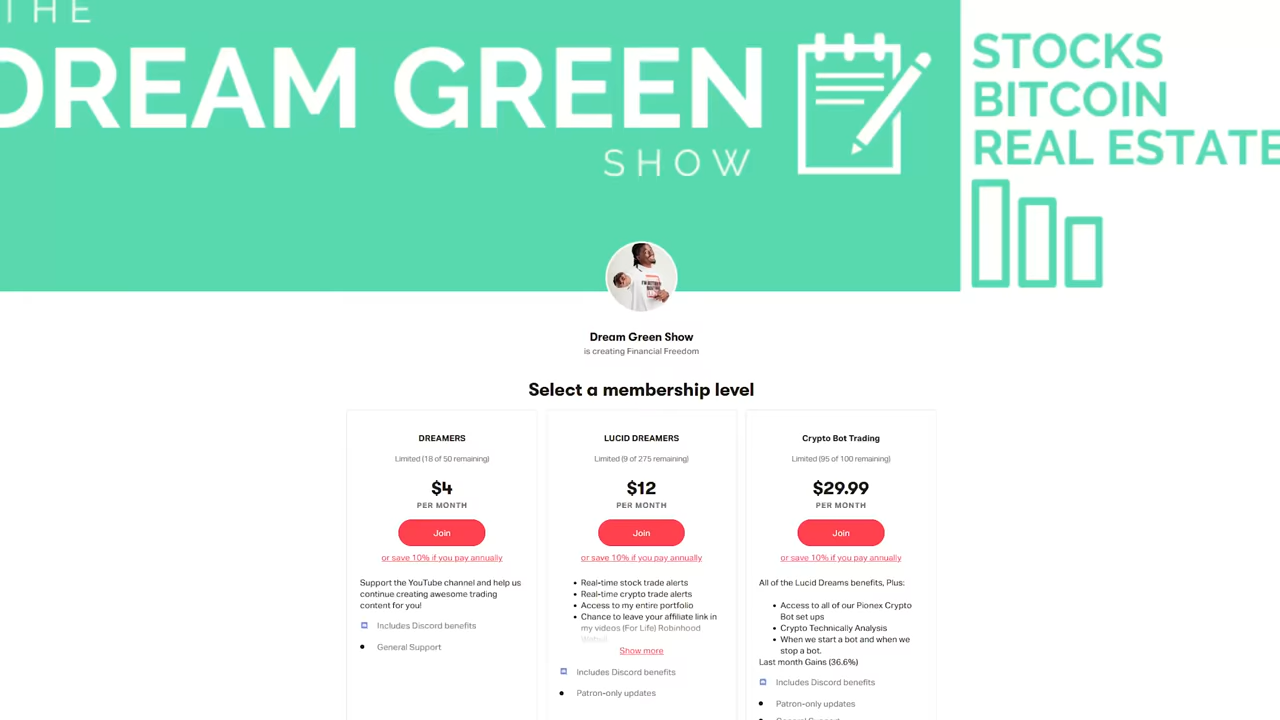 THE
DREAM GREEN
SHOW
STOCKS
BITCOIN
REAL ESTATE
Dream Green Show
is creating Financial Freedom
Select a membership level
DREAMERS
Limited (18 of 50 remaining)
$4
PER MONTH
Join
or save 10% if you pay annually
Support the YouTube channel and help us
continue creating awesome trading
content for you!
Includes Discord benefits
• General Support
LUCID DREAMERS
Limited (9 of 275 remaining)
$12
PER MONTH
Join
or save 10% if you pay annually
• Real-time stock trade alerts
• Real-time crypto trade alerts
• Access to my entire portfolio
• Chance to leave your affiliate link in
my videos (For Life) Robinhood
Show more
Includes Discord benefits
• Patron-only updates
Crypto Bot Trading
Limited (95 of 100 remaining)
$29.99
PER MONTH
Join
or save 10% if you pay annually
All of the Lucid Dreams benefits, Plus:
• Access to all of our Pionex Crypto
Bot set ups
• Crypto Technically Analysis
• When we start a bot and when we
stop a bot.
Last month Gains (36.6%)
Includes Discord benefits
• Patron-only updates